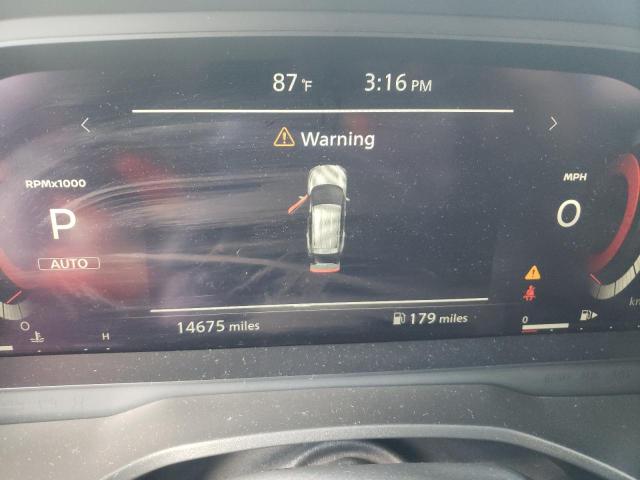 87°F 3:16 PM
Warning
RPMx1000
MPH
P
0
AUTO
14675 miles
179 miles
0
H